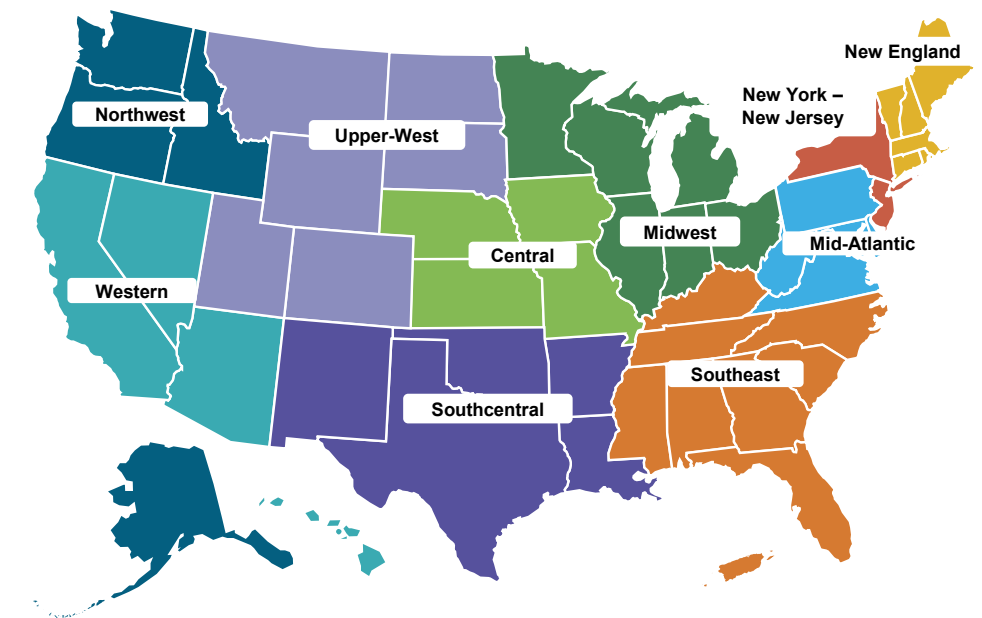 New England
New York –
New Jersey
Northwest
Upper-West
Midwest
Mid-Atlantic
Central
Western
Southeast
Southcentral